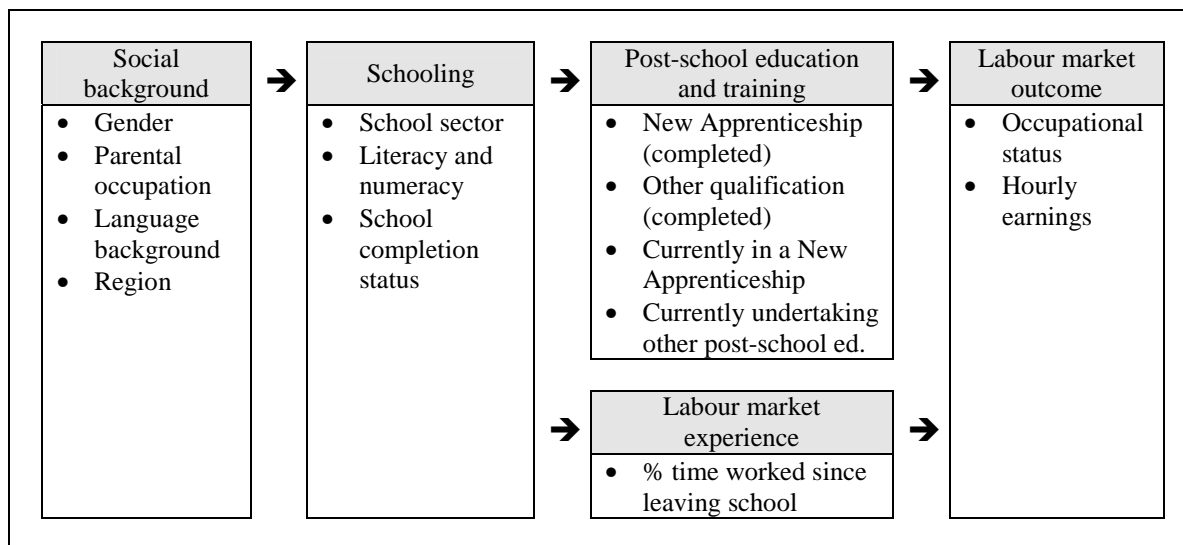 Social
background
• Gender
• Parental
occupation
• Language
background
• Region
Schooling
• School sector
• Literacy and
numeracy
• School
completion
status
Post-school education
and training
• New Apprenticeship
(completed)
• Other qualification
(completed)
• Currently in a New
Apprenticeship
• Currently undertaking
other post-school ed.
Labour market
experience
• % time worked since
leaving school
Labour market
outcome
• Occupational
status
• Hourly
earnings